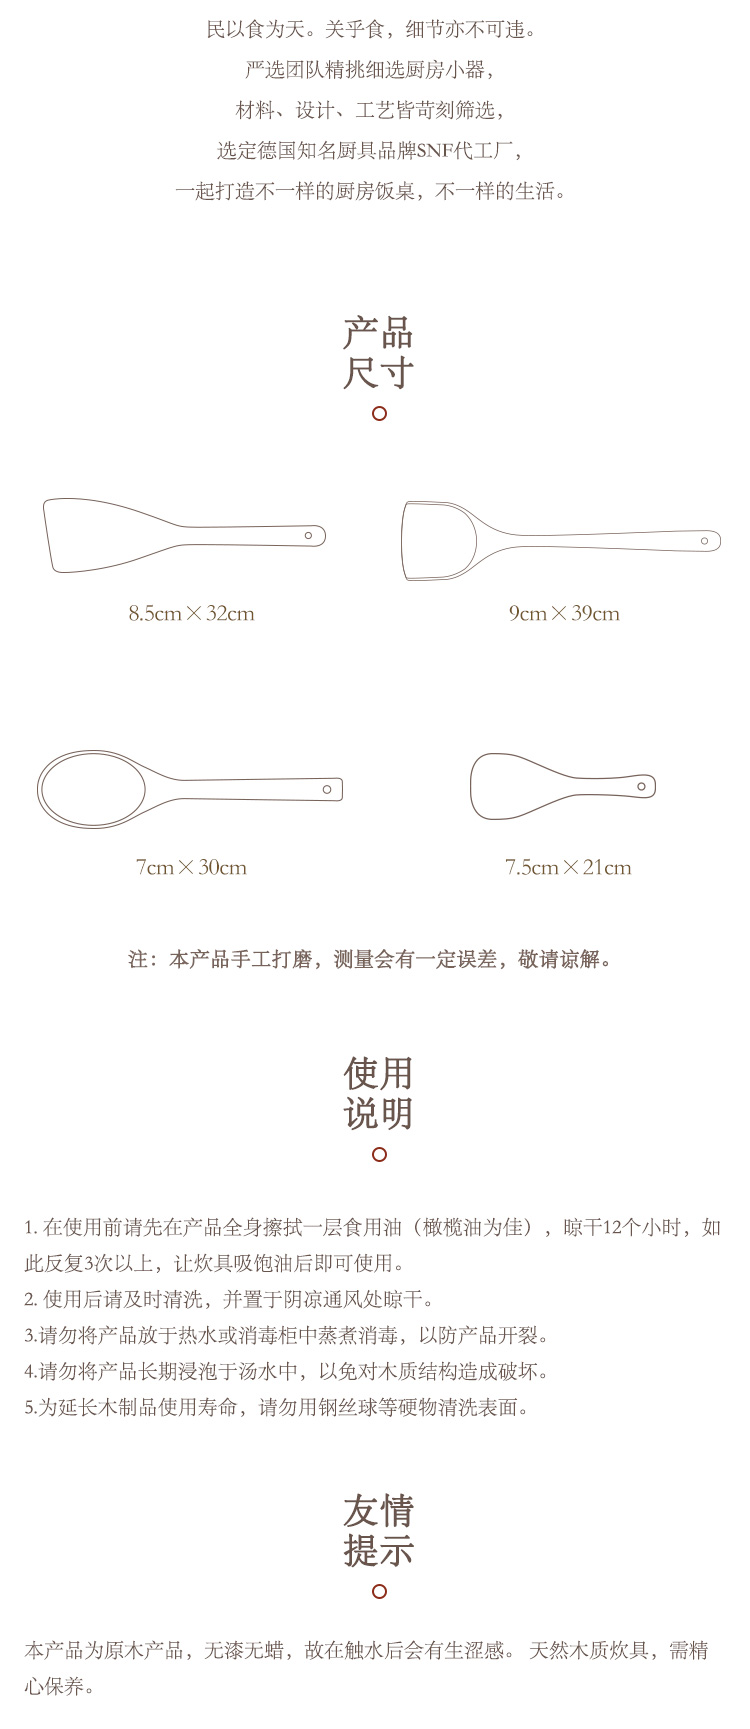 民以食为天。关乎食，细节亦不可违。
严选团队精挑细选厨房小器，
材料、设计、工艺皆苛刻筛选，
选定德国知名厨具品牌SNF代工厂，
一起打造不一样的厨房饭桌，不一样的生活。
产品
尺寸
8.5cm×32cm
9cm×39cm
7cm×30cm
7.5cm×21cm
注：本产品手工打磨，测量会有一定误差，敬请谅解。
使用
说明
1. 在使用前请先在产品全身擦拭一层食用油（橄榄油为佳），晾干12个小时，如
此反复3次以上，让炊具吸饱油后即可使用。
2. 使用后请及时清洗，并置于阴凉通风处晾干。
3.请勿将产品放于热水或消毒柜中蒸煮消毒，以防产品开裂。
4.请勿将产品长期浸泡于汤水中，以免对木质结构造成破坏。
5.为延长木制品使用寿命，请勿用钢丝球等硬物清洗表面。
友情
提示
本产品为原木产品，无漆无蜡，故在触水后会有生涩感。 天然木质炊具，需精
心保养。